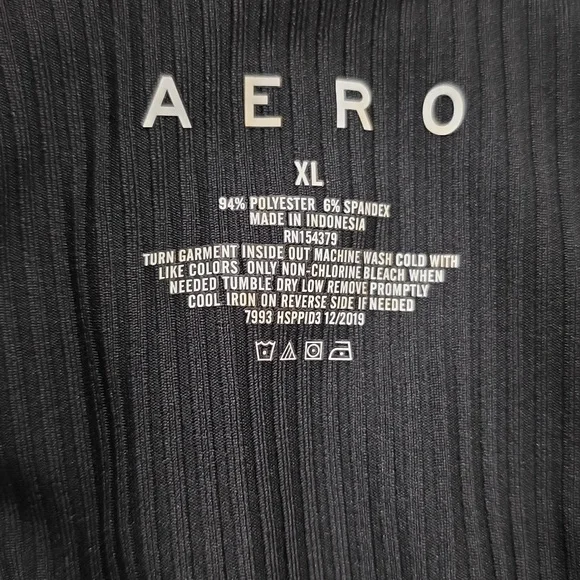 AERO
XL
94% POLYESTER 6% SPANDEX
MADE IN INDONESIA
RN154379
TURN GARMENT INSIDE OUT MACHINE WASH COLD WITH
LIKE COLORS ONLY NON-CHLORINE BLEACH WHEN
NEEDED TUMBLE DRY LOW REMOVE PROMPTLY
COOL IRON ON REVERSE SIDE IF NEEDED
7993 HSPPID3 12/2019